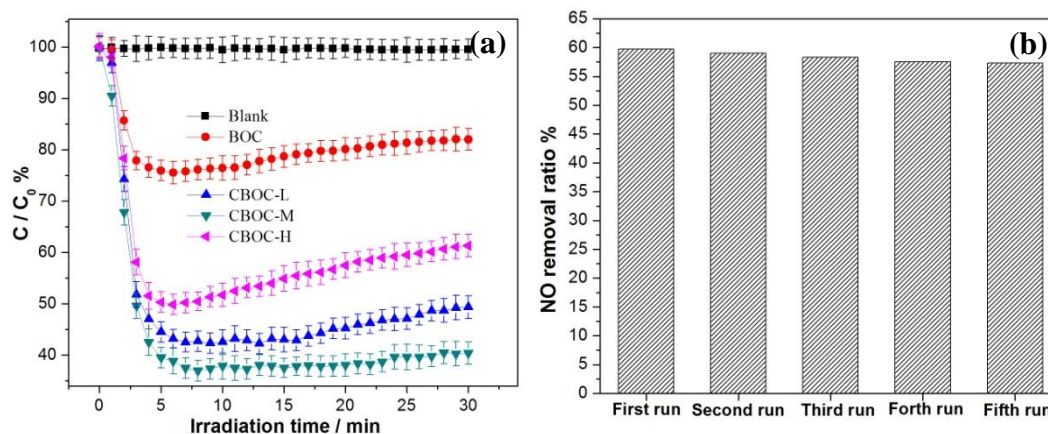 (a)
C / C0 %
100
90
80
70
60
50
40
Blank
BOC
CBOC-L
CBOC-M
CBOC-H
0 5 10 15 20 25 30
Irradiation time / min
(b)
NO removal ratio %
65
60
55
50
45
40
35
30
25
20
15
10
5
0
First run Second run Third run Forth run Fifth run